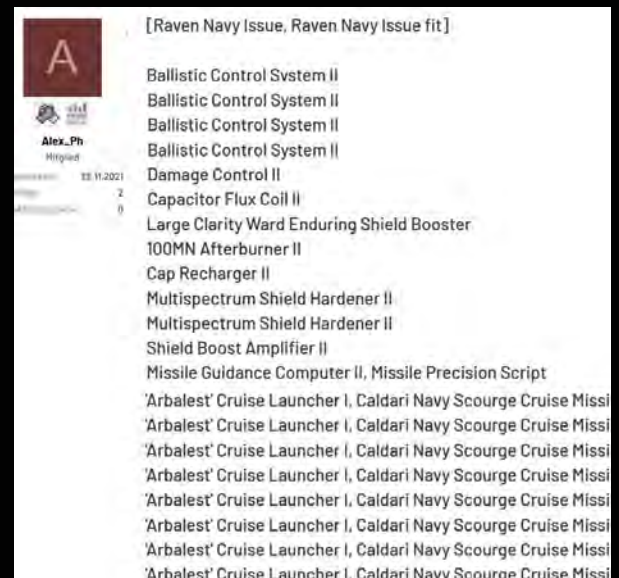 A
Alex_Ph
Mitglied
22.11.2021
2
0
[Raven Navy Issue, Raven Navy Issue fit]
Ballistic Control System II
Ballistic Control System II
Ballistic Control System II
Ballistic Control System II
Damage Control II
Capacitor Flux Coil II
Large Clarity Ward Enduring Shield Booster
100MN Afterburner II
Cap Recharger II
Multispectrum Shield Hardener II
Multispectrum Shield Hardener II
Shield Boost Amplifier II
Missile Guidance Computer II, Missile Precision Script
'Arbalest' Cruise Launcher I, Caldari Navy Scourge Cruise Missi
'Arbalest' Cruise Launcher I, Caldari Navy Scourge Cruise Missi
'Arbalest' Cruise Launcher I, Caldari Navy Scourge Cruise Missi
'Arbalest' Cruise Launcher I, Caldari Navy Scourge Cruise Missi
'Arbalest' Cruise Launcher I, Caldari Navy Scourge Cruise Missi
'Arbalest' Cruise Launcher I, Caldari Navy Scourge Cruise Missi
'Arbalest' Cruise Launcher I, Caldari Navy Scourge Cruise Missi
'Arbalest' Cruise Launcher I, Caldari Navy Scourge Cruise Missi